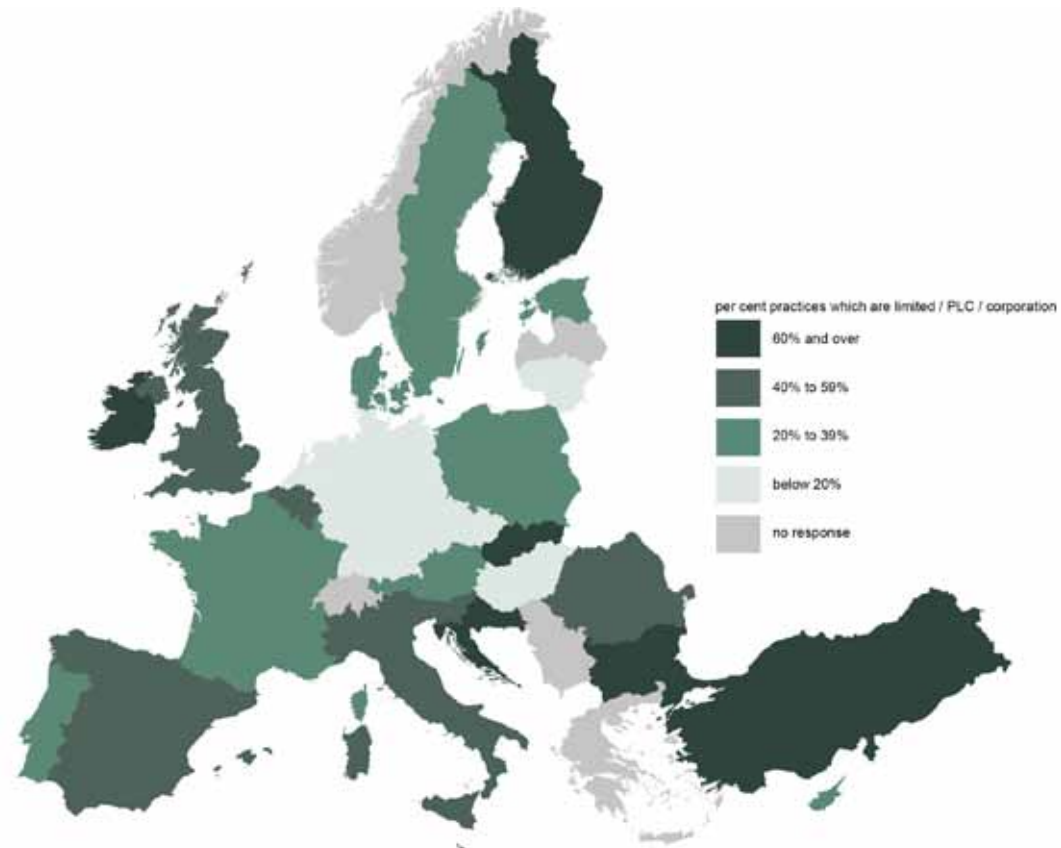 per cent practices which are limited / PLC / corporation
60% and over
40% to 59%
20% to 39%
below 20%
no response